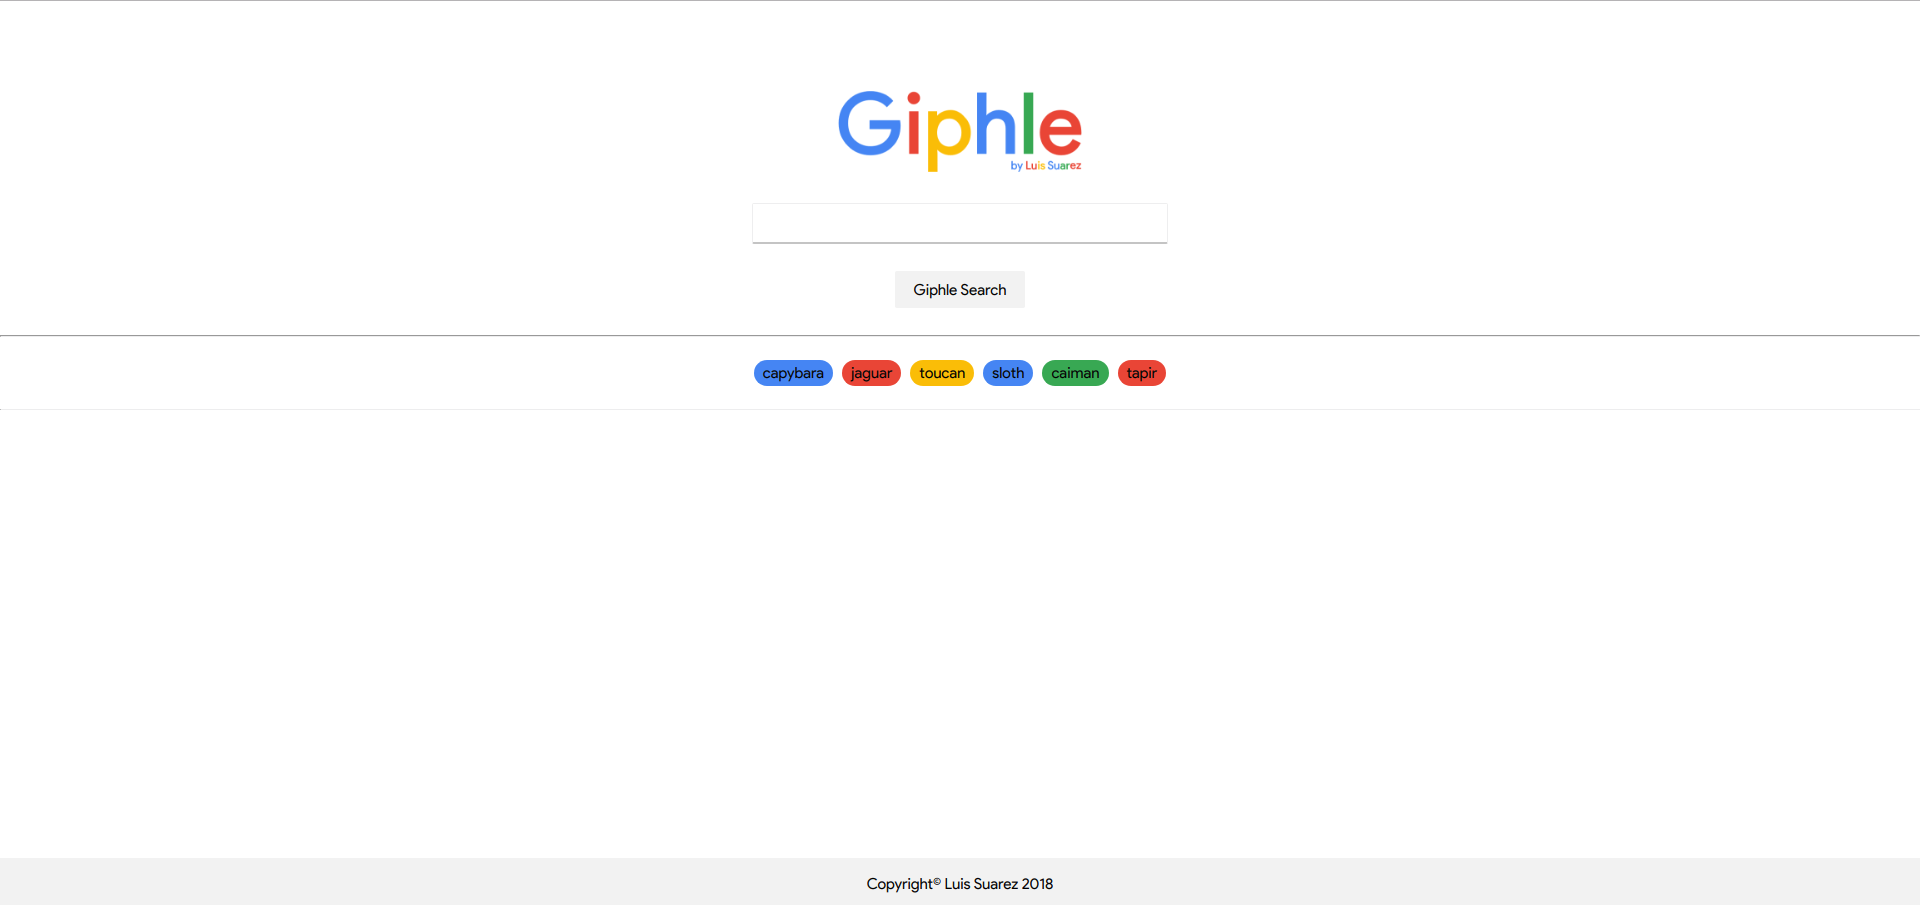 Giphle
by Luis Suarez
Giphle Search
capybara jaguar toucan sloth caiman tapir
Copyright© Luis Suarez 2018